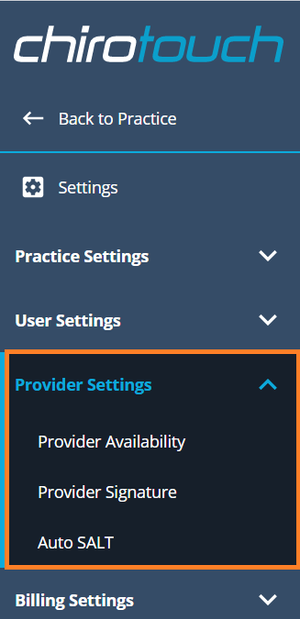 chirotouch
Back to Practice
Settings
Practice Settings
User Settings
Provider Settings
Provider Availability
Provider Signature
Auto SALT
Billing Settings